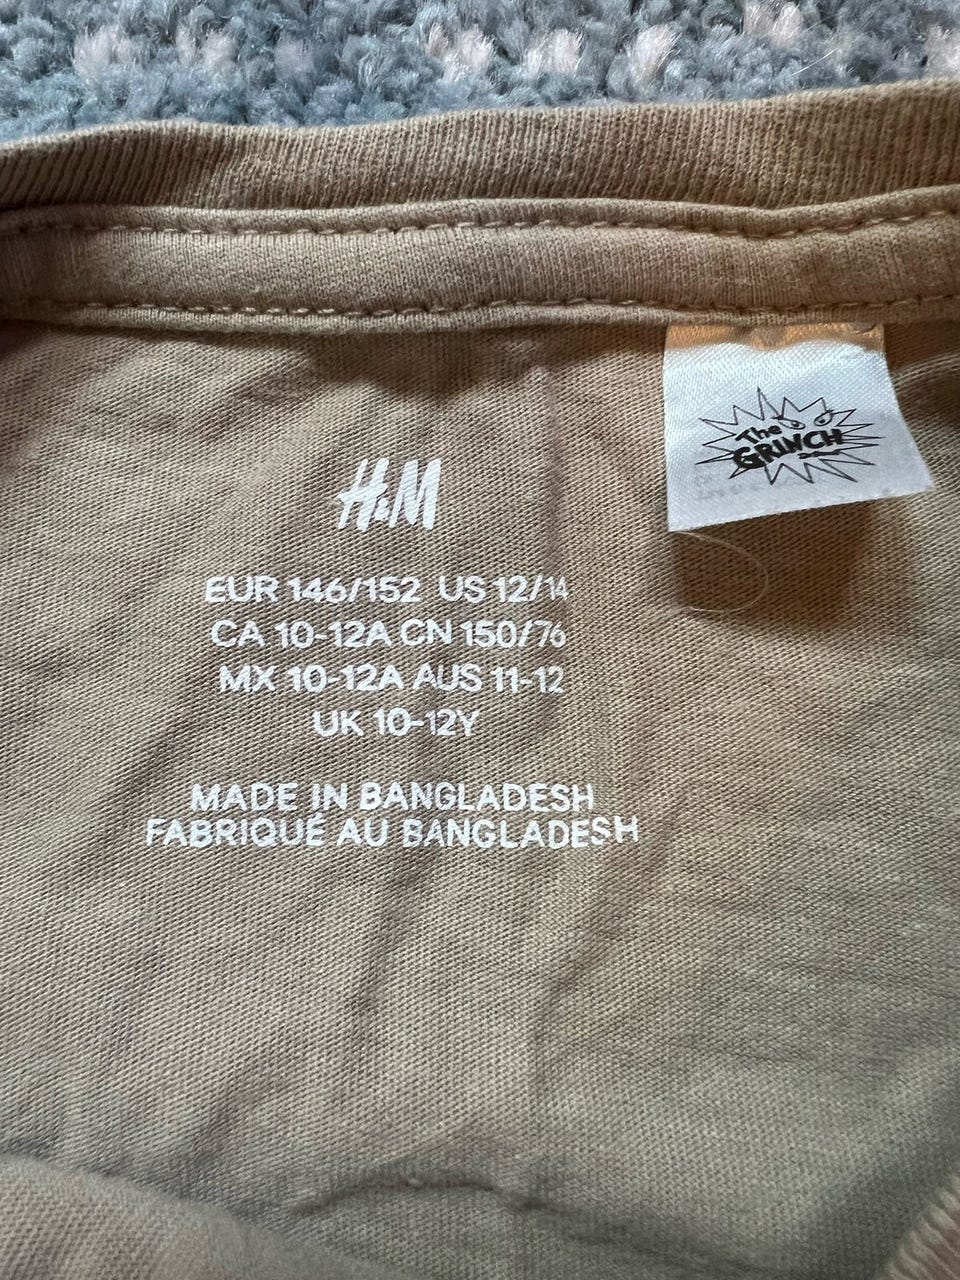 The
GRINCH
H&M
EUR 146/152 US 12/14
CA 10-12A CN 150/76
MX 10-12A AUS 11-12
UK 10-12Y
MADE IN BANGLADESH
FABRIQUÉ AU BANGLADESH